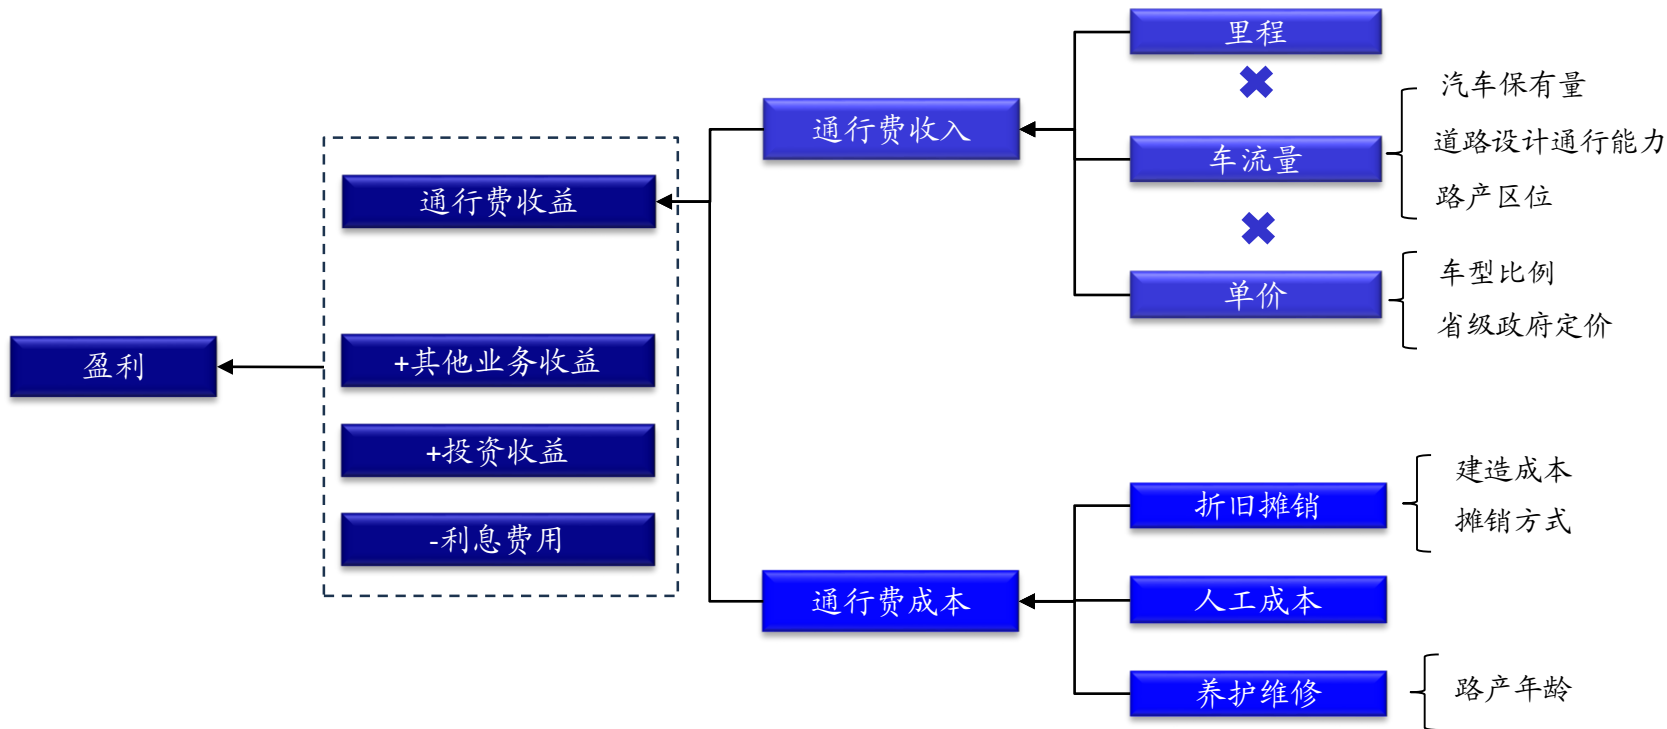 里程
汽车保有量
通行费收入
车流量
道路设计通行能力
通行费收益
路产区位
单价
车型比例
省级政府定价
盈利
+其他业务收益
+投资收益
-利息费用
折旧摊销
建造成本
摊销方式
通行费成本
人工成本
养护维修
路产年龄